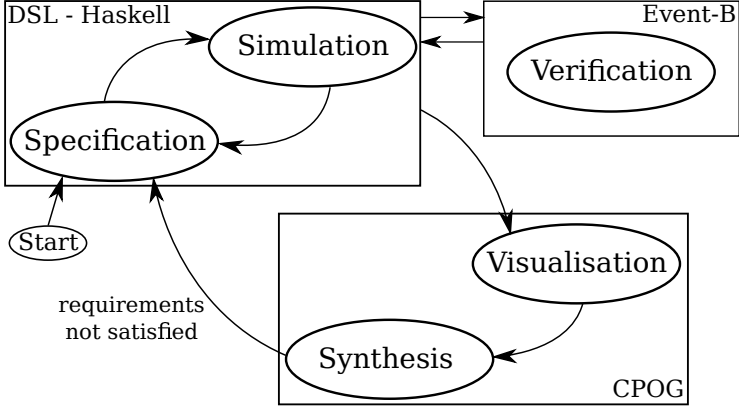 DSL - Haskell
Event-B
Simulation
Verification
Specification
Start
Visualisation
requirements
not satisfied
Synthesis
CPOG